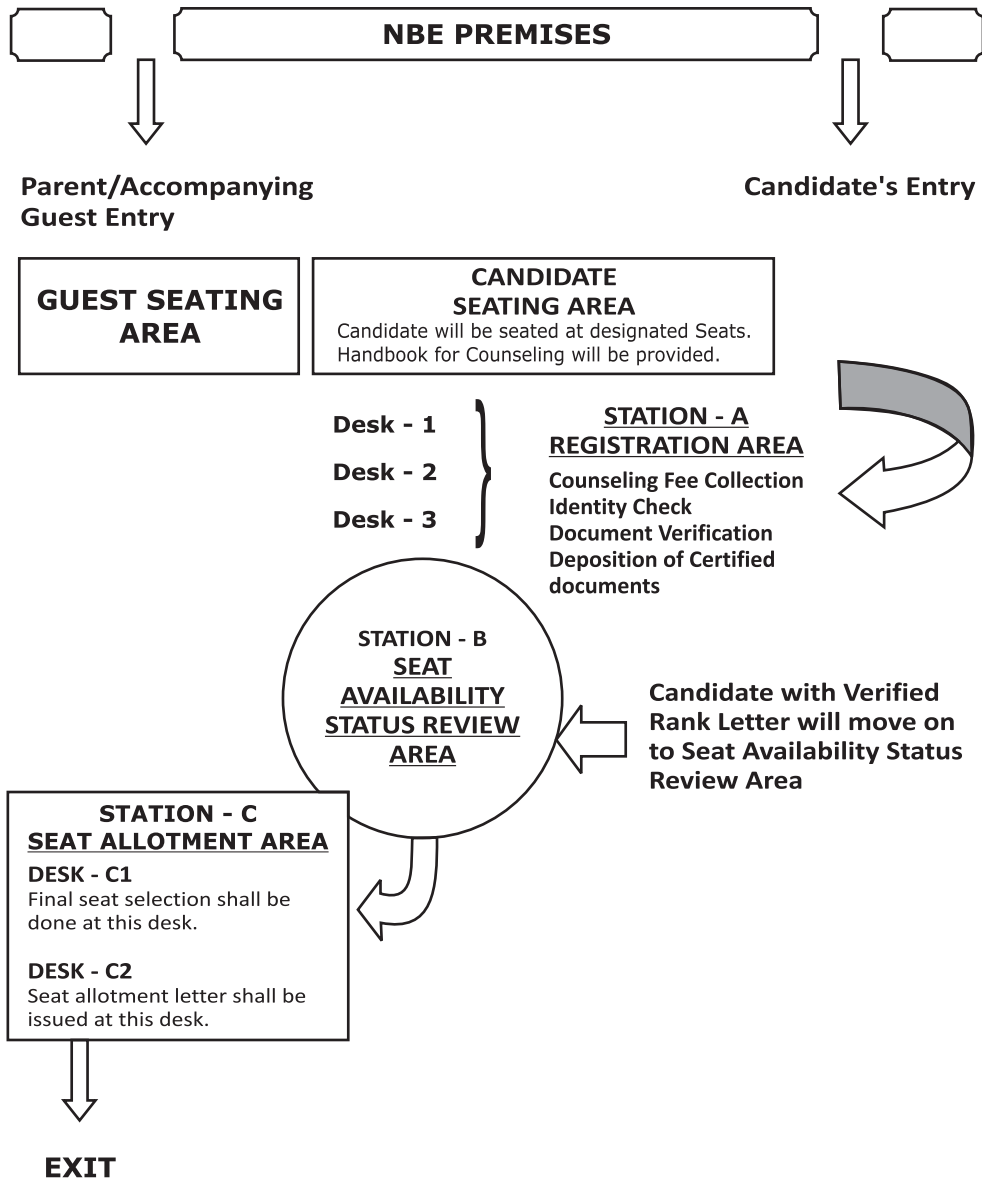 NBE PREMISES
Parent/Accompanying
Guest Entry
Candidate's Entry
GUEST SEATING
AREA
CANDIDATE
SEATING AREA
Candidate will be seated at designated Seats.
Handbook for Counseling will be provided.
Desk - 1
Desk - 2
Desk - 3
STATION - A
REGISTRATION AREA
Counseling Fee Collection
Identity Check
Document Verification
Deposition of Certified
documents
STATION - B
SEAT
AVAILABILITY
STATUS REVIEW
AREA
Candidate with Verified
Rank Letter will move on
to Seat Availability Status
Review Area
STATION - C
SEAT ALLOTMENT AREA
DESK - C1
Final seat selection shall be
done at this desk.
DESK - C2
Seat allotment letter shall be
issued at this desk.
EXIT